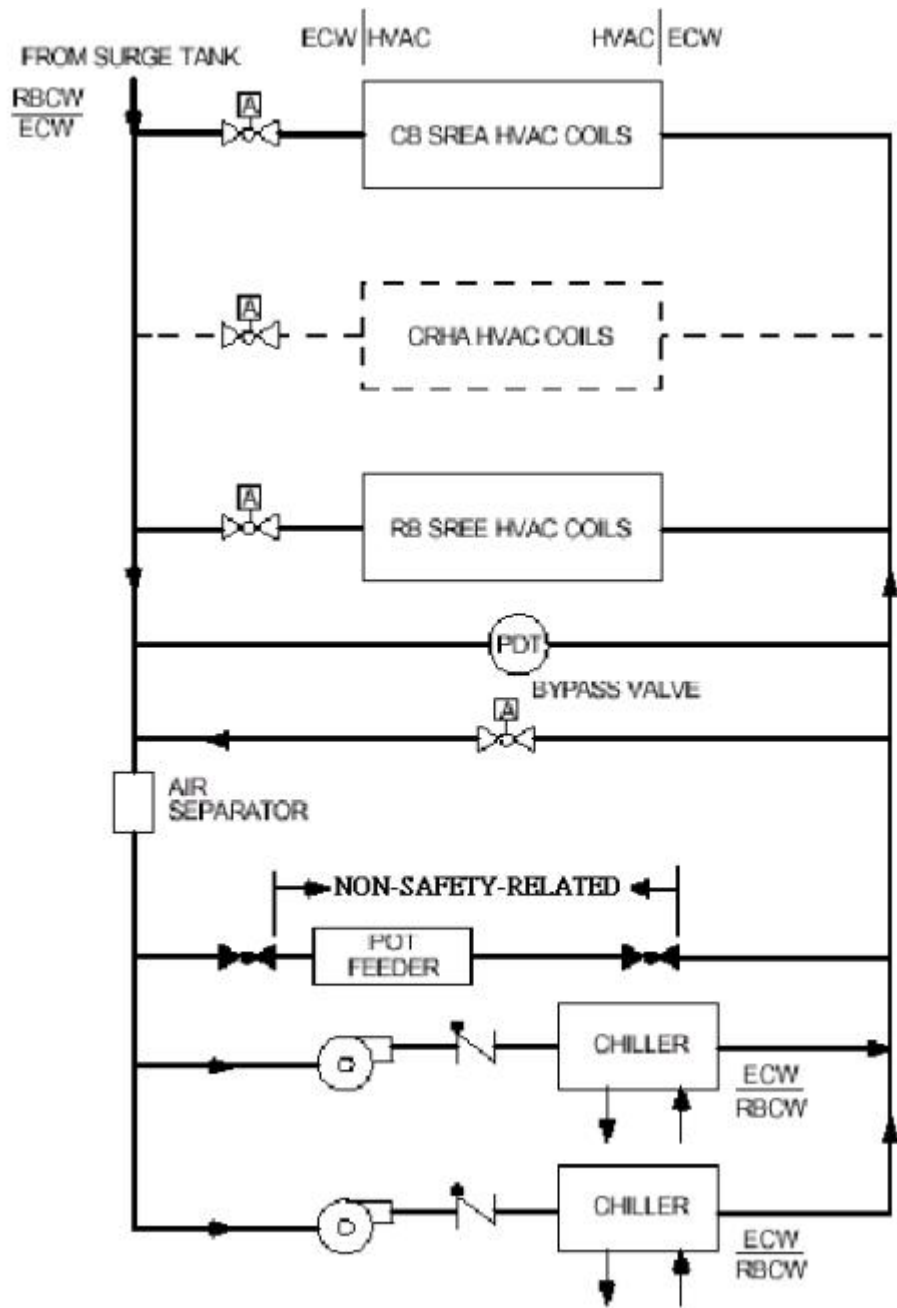 ECW HVAC
HVAC ECW
FROM SURGE TANK
RBCW
ECW
A
CB SREA HVAC COILS
A
CRHA HVAC COILS
A
RB SREE HVAC COILS
PDT
BYPASS VALVE
A
AIR
SEPARATOR
NON-SAFETY-RELATED
POT
FEEDER
CHILLER
ECW
RBCW
CHILLER
ECW
RBCW